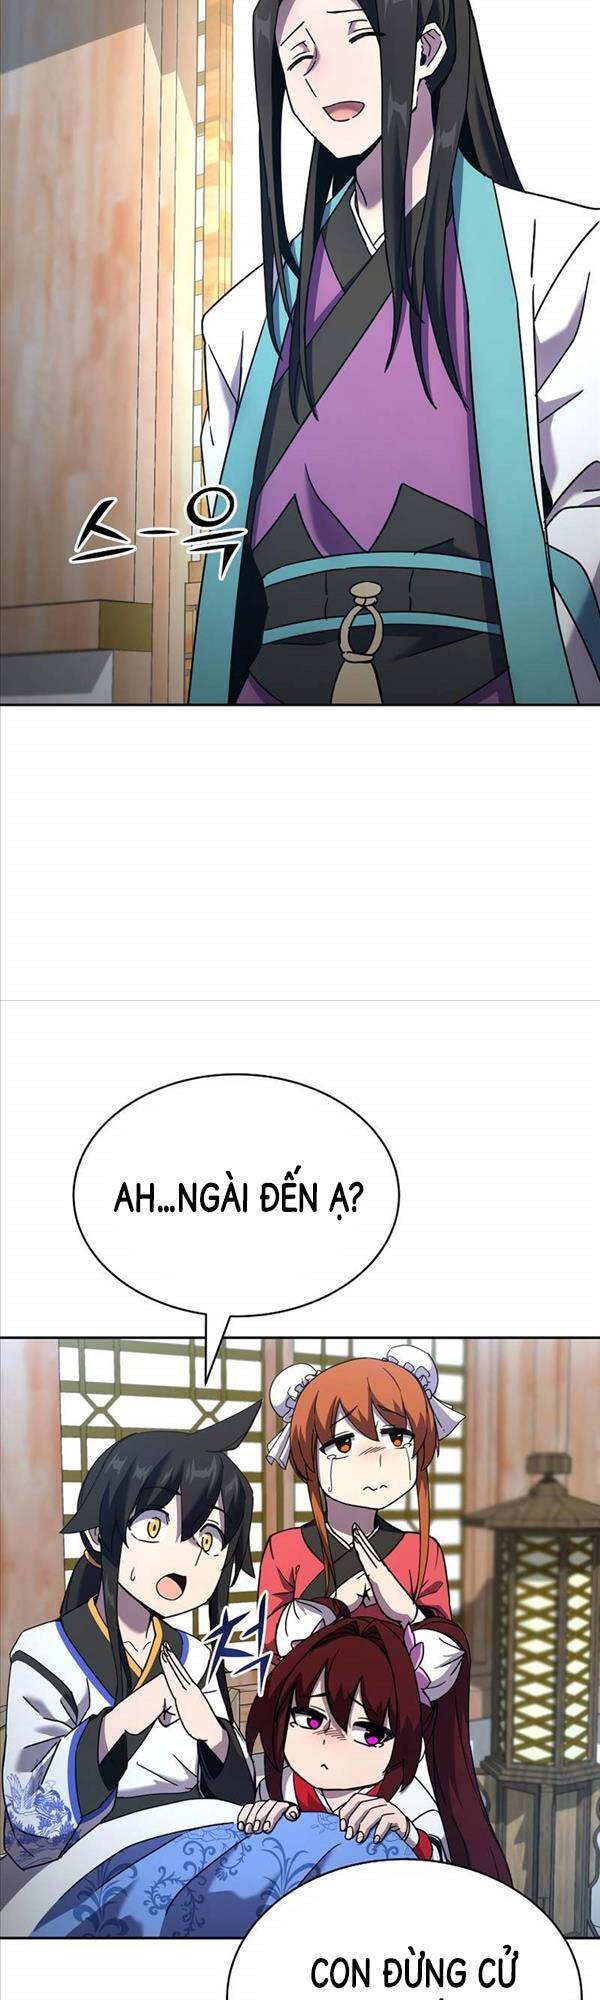 스-윽
AH...NGÀI ĐẾN Ạ?
척
CON ĐỪNG CỬ